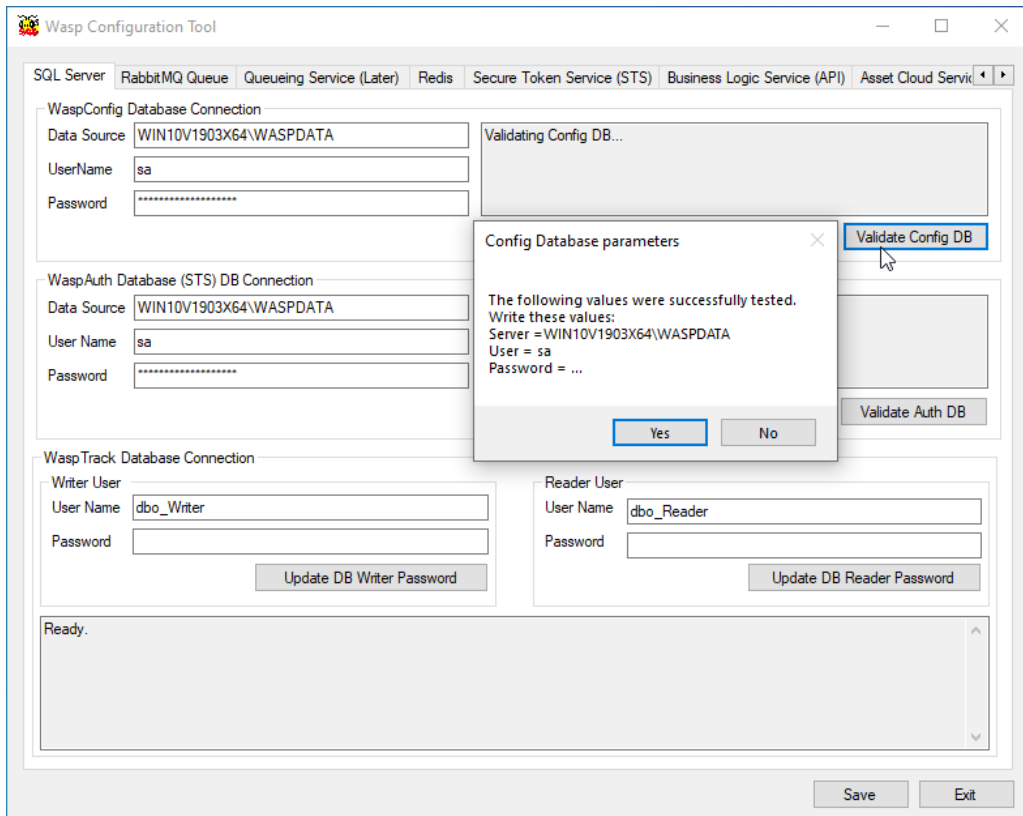 Wasp Configuration Tool
SQL Server RabbitMQ Queue Queueing Service (Later) Redis Secure Token Service (STS) Business Logic Service (API) Asset Cloud Servic
WaspConfig Database Connection
Data Source WIN10V1903X64\WASPDATA
Validating Config DB...
UserName sa
Password *******************
Validate Config DB
Config Database parameters
The following values were successfully tested.
Write these values:
Server =WIN10V1903X64\WASPDATA
User = sa
Password = ...
Yes No
WaspAuth Database (STS) DB Connection
Data Source WIN10V1903X64\WASPDATA
User Name sa
Password *******************
Validate Auth DB
WaspTrack Database Connection
Writer User
User Name dbo_Writer
Password
Update DB Writer Password
Reader User
User Name dbo_Reader
Password
Update DB Reader Password
Ready.
Save Exit